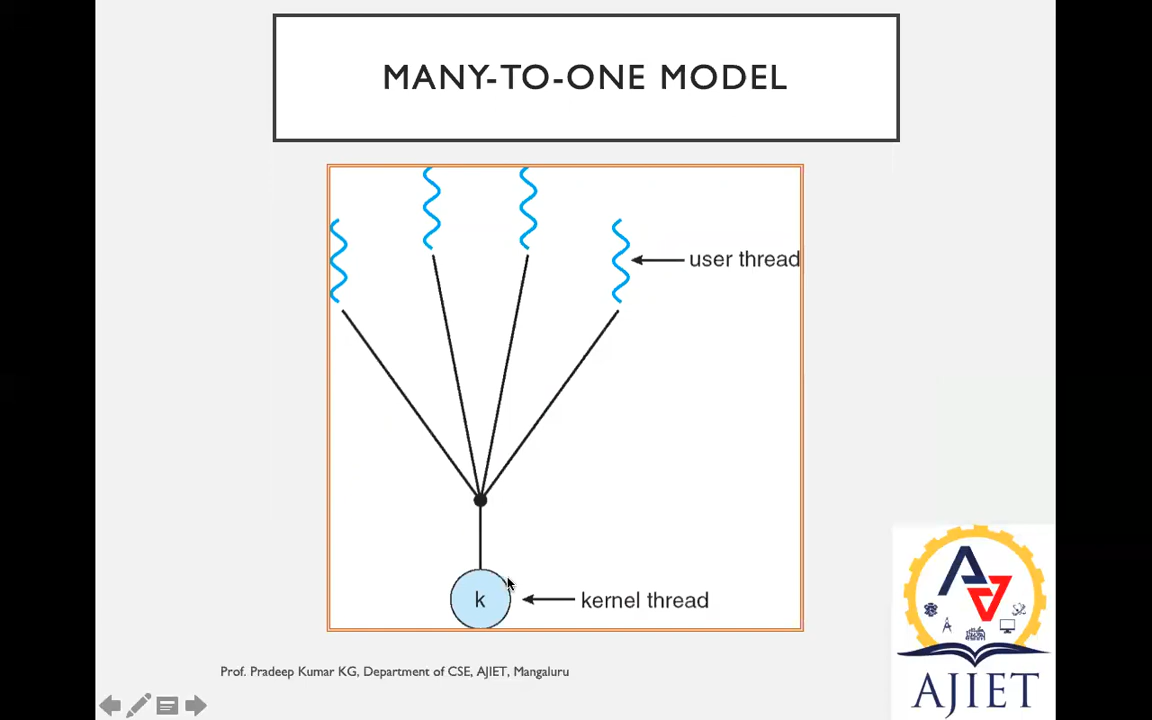 MANY-TO-ONE MODEL
user thread
k
kernel thread
Prof. Pradeep Kumar KG, Department of CSE, AJIET, Mangaluru
AJIET